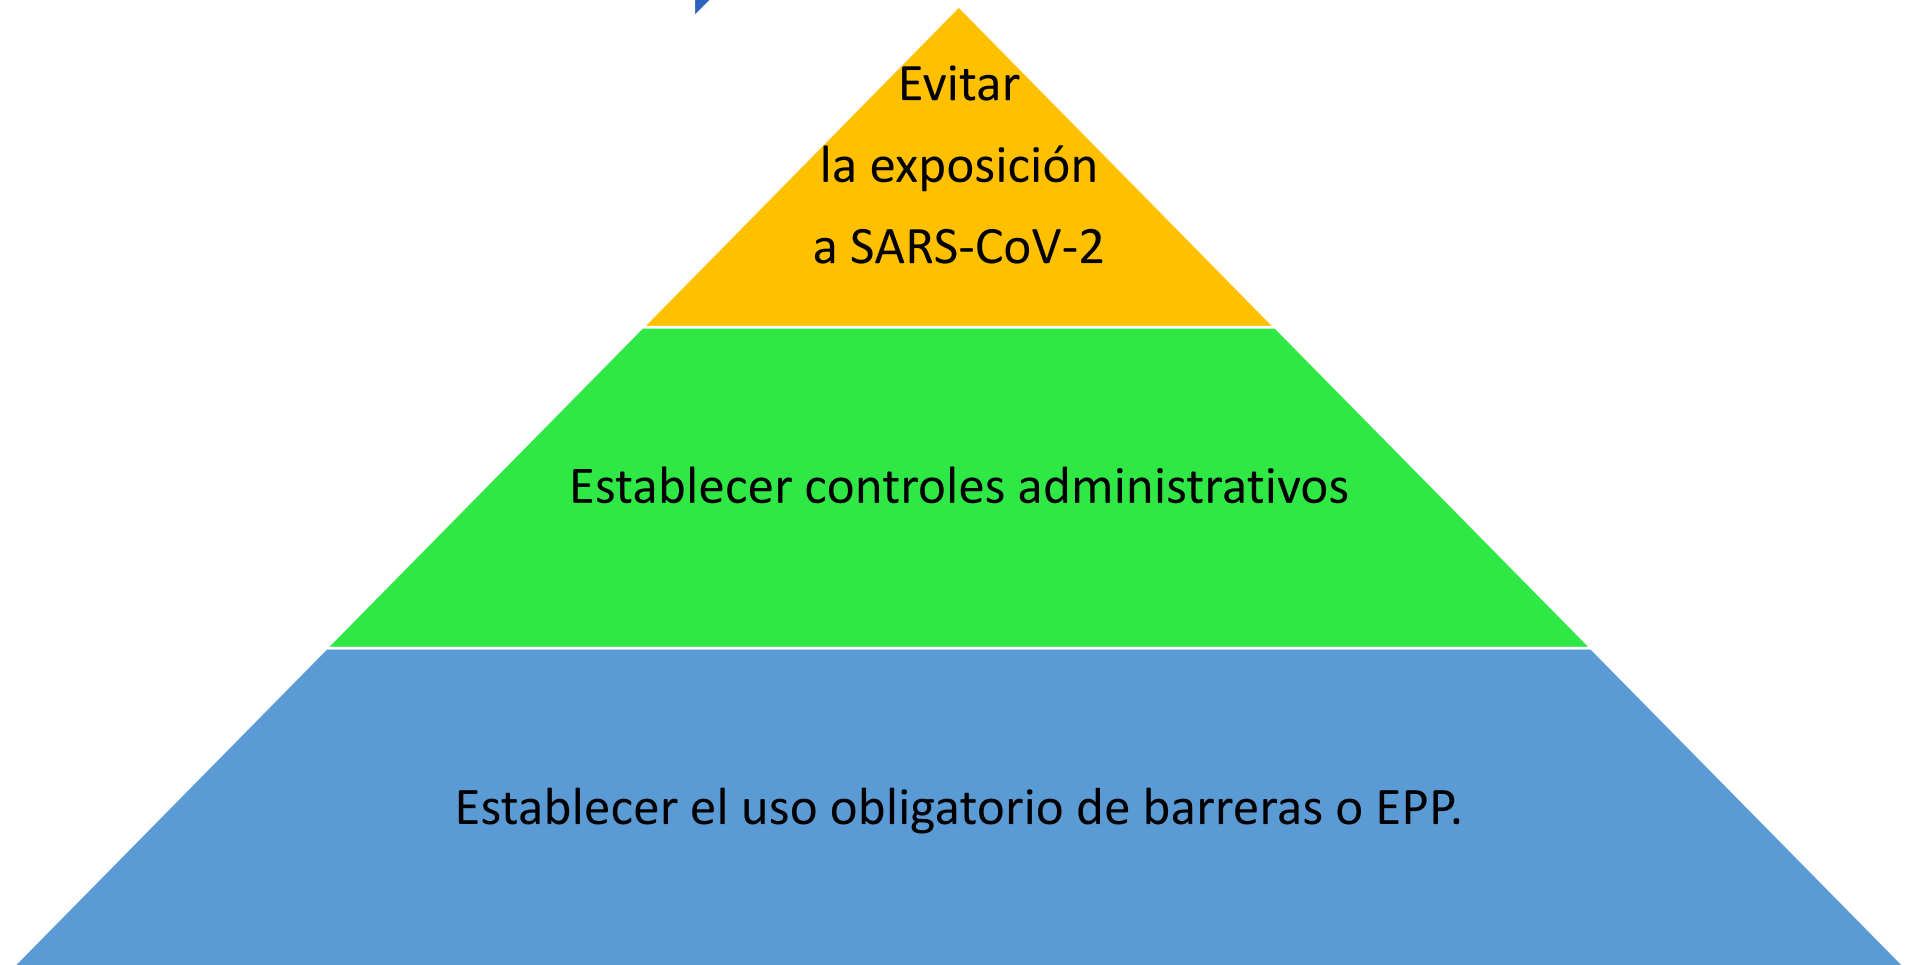 Evitar
la exposición
a SARS-CoV-2
Establecer controles administrativos
Establecer el uso obligatorio de barreras o EPP.